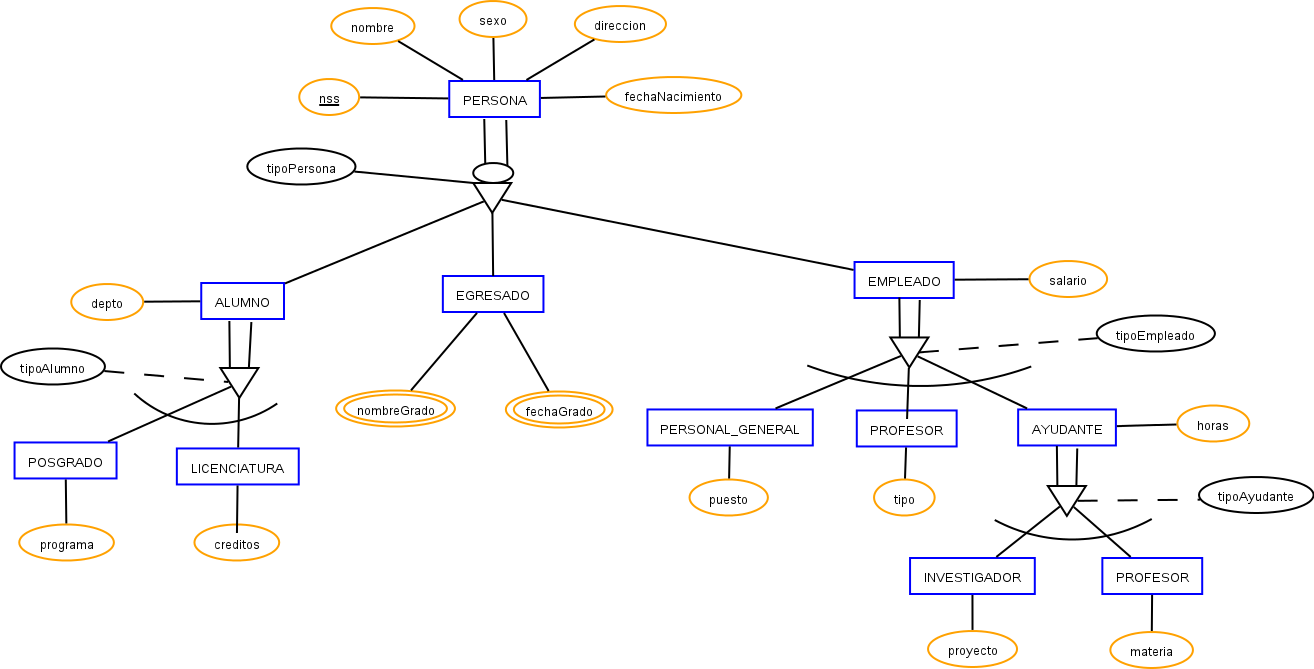 sexo
nombre
direccion
nss
PERSONA
fechaNacimiento
tipoPersona
ALUMNO
EGRESADO
EMPLEADO
salario
depto
tipoEmpleado
tipoAlumno
nombreGrado
fechaGrado
PERSONAL_GENERAL
PROFESOR
AYUDANTE
horas
POSGRADO
LICENCIATURA
puesto
tipo
tipoAyudante
programa
creditos
INVESTIGADOR
PROFESOR
proyecto
materia